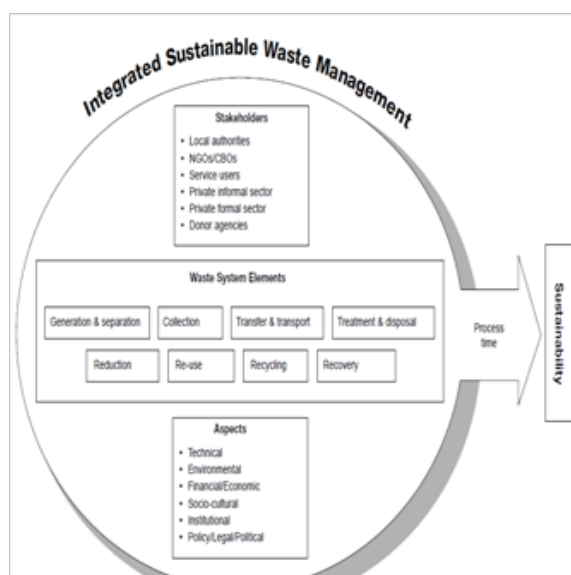 Integrated Sustainable Waste Management
Stakeholders
• Local authorities
• NGOs/CBOs
• Service users
• Private informal sector
• Private formal sector
• Donor agencies
Waste System Elements
Generation & separation
Collection
Transfer & transport
Treatment & disposal
Reduction
Re-use
Recycling
Recovery
Aspects
• Technical
• Environmental
• Financial/Economic
• Socio-cultural
• Institutional
• Policy/Legal/Political
Process
time
Sustainability